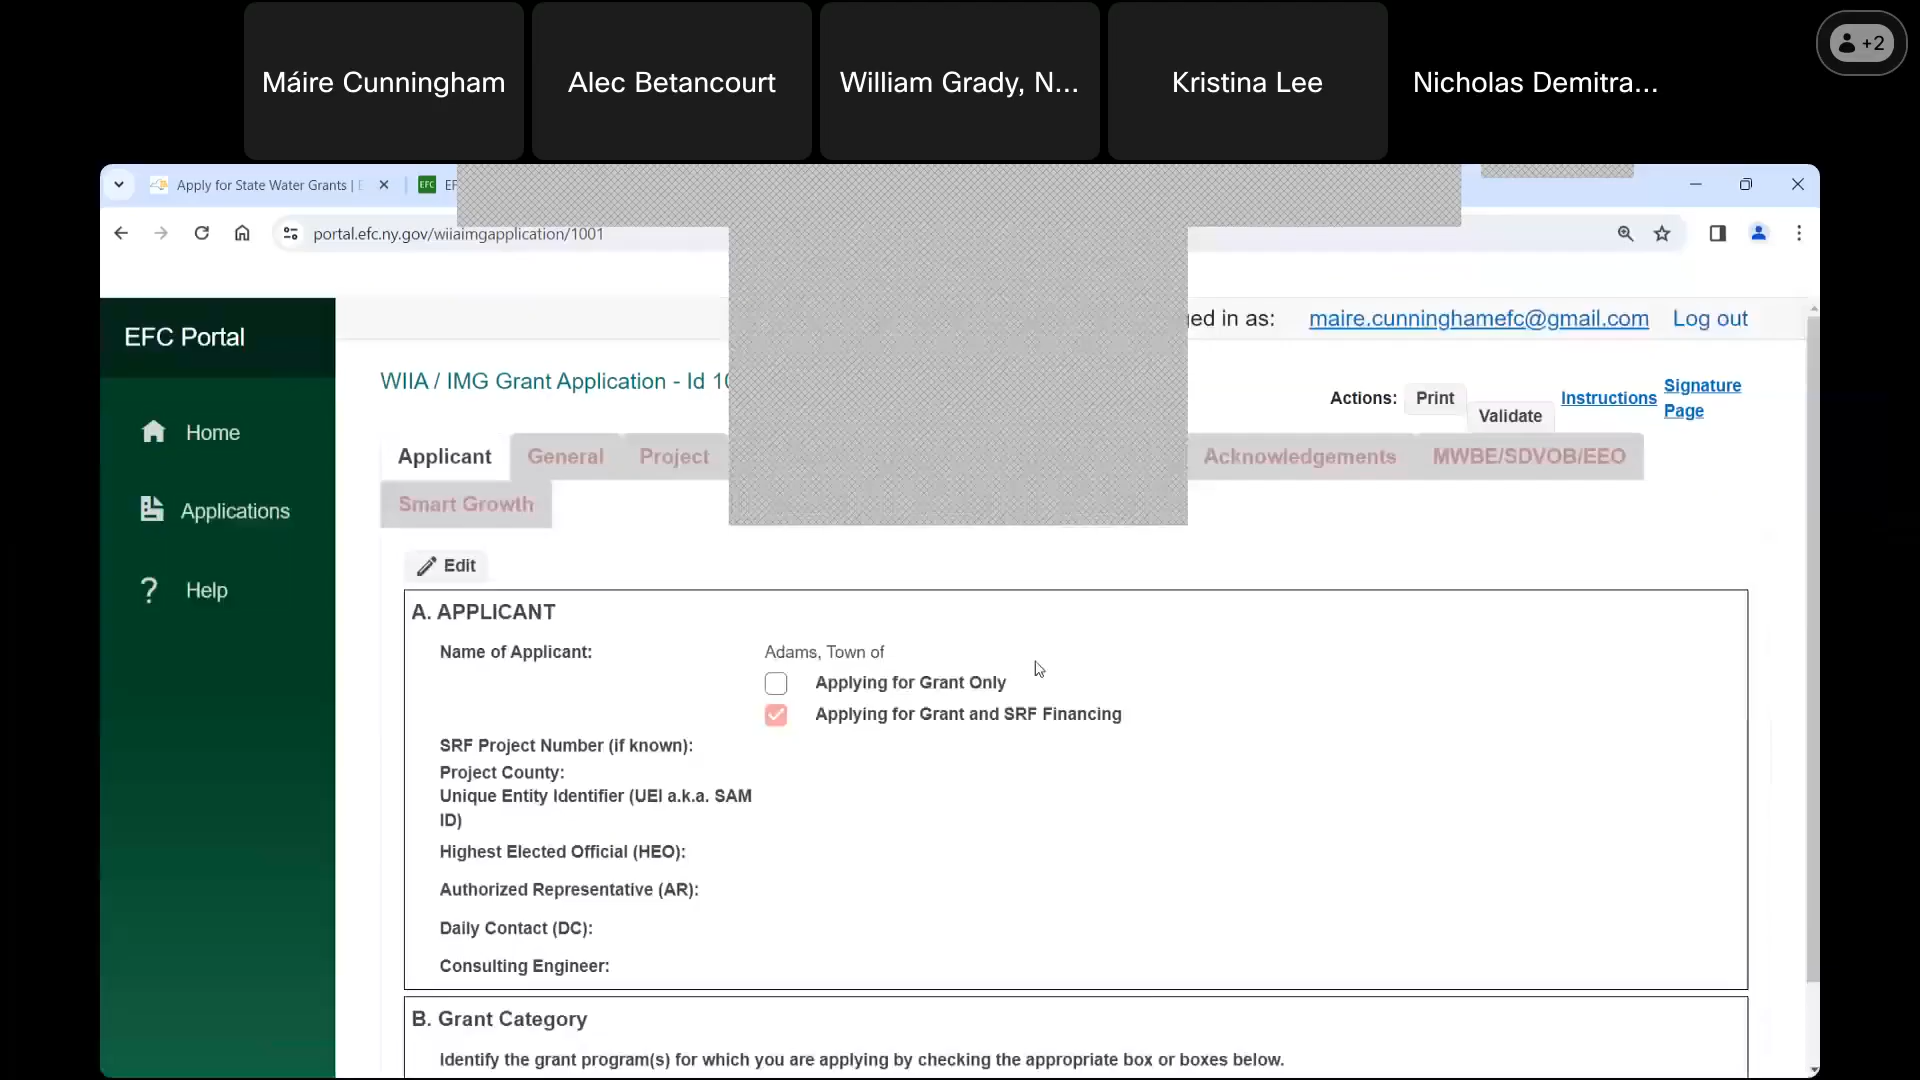 Máire Cunningham
Alec Betancourt
William Grady, N...
Kristina Lee
Nicholas Demitra...
+2
Apply for State Water Grants |
EFC
portal.efc.ny.gov/wiiaimgapplication/1001
EFC Portal
in as: maire.cunninghamefc@gmail.com Log out
WIIA / IMG Grant Application - Id
Actions: Print Validate Instructions Signature Page
Applicant General Project Acknowledgements MWBE/SDVOB/EEO
Smart Growth
Home
Applications
Help
Edit
A. APPLICANT
Name of Applicant: Adams, Town of
Applying for Grant Only
Applying for Grant and SRF Financing
SRF Project Number (if known):
Project County:
Unique Entity Identifier (UEI a.k.a. SAM
ID)
Highest Elected Official (HEO):
Authorized Representative (AR):
Daily Contact (DC):
Consulting Engineer:
B. Grant Category
Identify the grant program(s) for which you are applying by checking the appropriate box or boxes below.